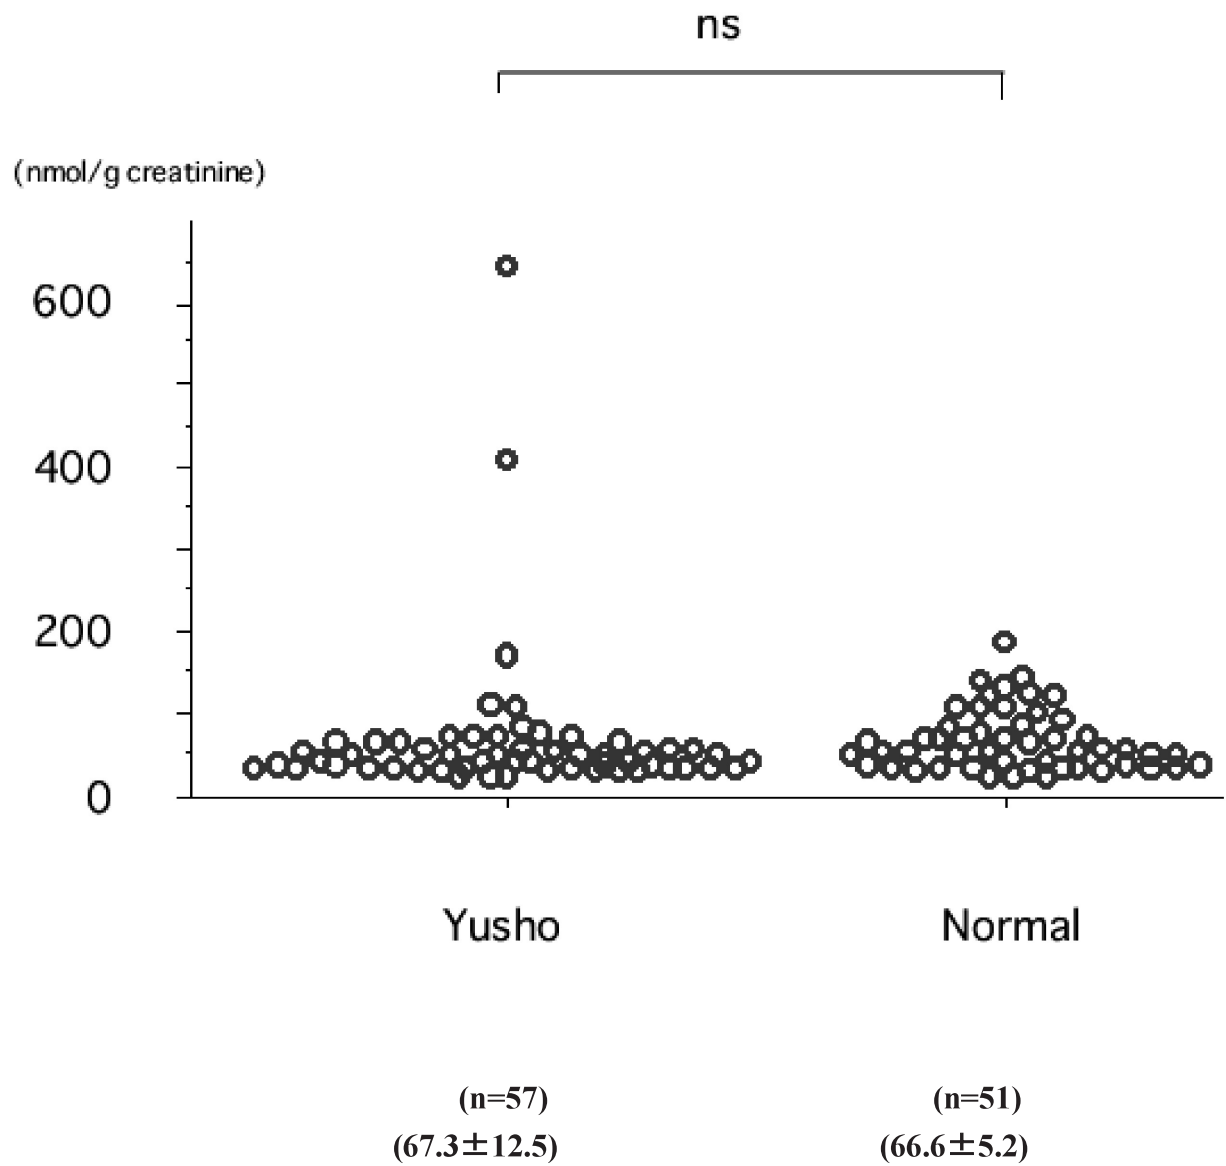 ns
(nmol/g creatinine)
600
400
200
0
Yusho Normal
(n=57) (n=51)
(67.3±12.5) (66.6±5.2)